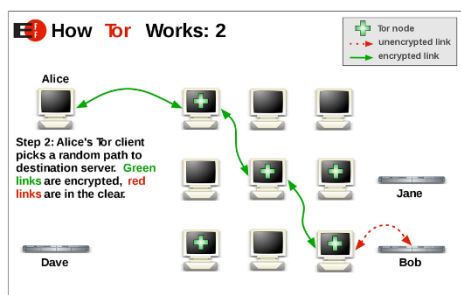 EFF How Tor Works: 2
Tor node
unencrypted link
encrypted link
Alice
Step 2: Alice's Tor client
picks a random path to
destination server. Green
links are encrypted, red
links are in the clear.
Jane
Dave
Bob